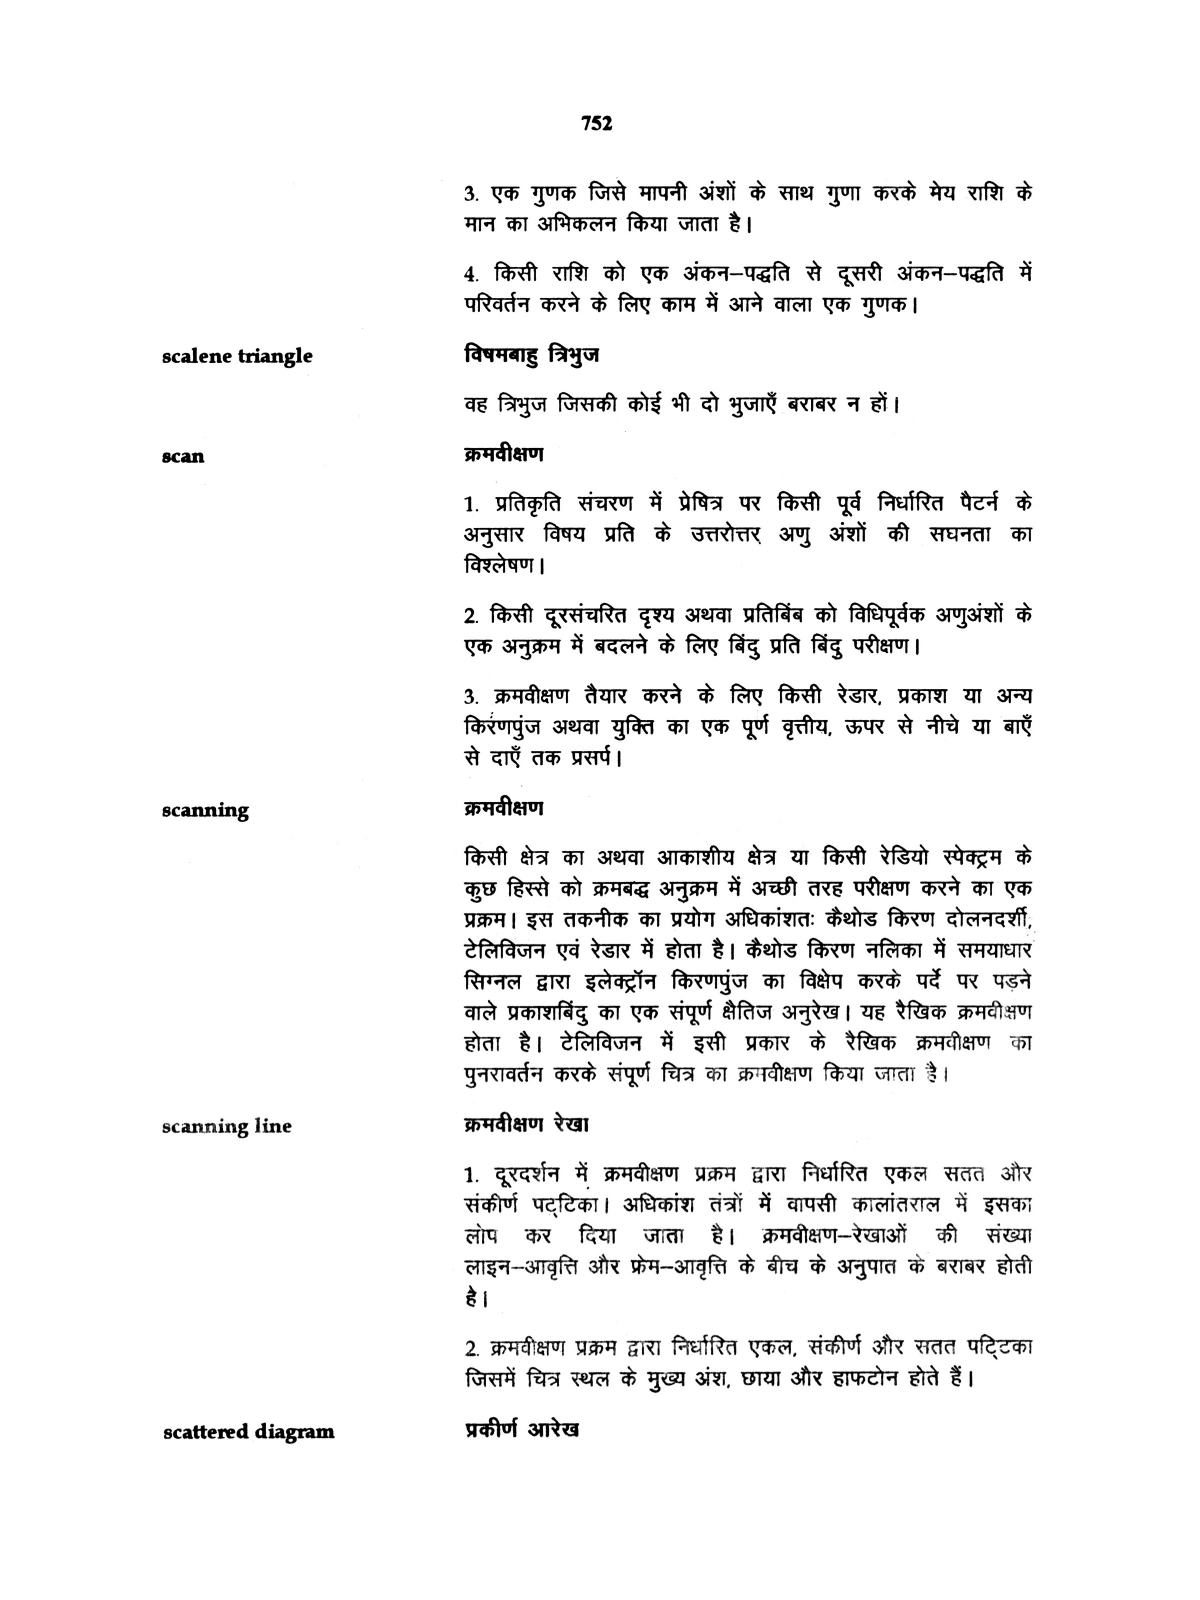 752
3. एक गुणक जिसे मापनी अंशों के साथ गुणा करके मेय राशि के
मान का अभिकलन किया जाता है।
4. किसी राशि को एक अंकन–पद्धति से दूसरी अंकन–पद्धति में
परिवर्तन करने के लिए काम में आने वाला एक गुणक।
scalene triangle विषमबाहु त्रिभुज
वह त्रिभुज जिसकी कोई भी दो भुजाएँ बराबर न हों।
scan क्रमवीक्षण
1. प्रतिकृति संचरण में प्रेषित्र पर किसी पूर्व निर्धारित पैटर्न के
अनुसार विषय प्रति के उत्तरोत्तर अणु अंशों की सघनता का
विश्लेषण।
2. किसी दूरसंचरित दृश्य अथवा प्रतिबिंब को विधिपूर्वक अणुअंशों के
एक अनुक्रम में बदलने के लिए बिंदु प्रति बिंदु परीक्षण।
3. क्रमवीक्षण तैयार करने के लिए किसी रेडार, प्रकाश या अन्य
किरणपुंज अथवा युक्ति का एक पूर्ण वृत्तीय, ऊपर से नीचे या बाएँ
से दाएँ तक प्रसर्प।
scanning क्रमवीक्षण
किसी क्षेत्र का अथवा आकाशीय क्षेत्र या किसी रेडियो स्पेक्ट्रम के
कुछ हिस्से को क्रमबद्ध अनुक्रम में अच्छी तरह परीक्षण करने का एक
प्रक्रम। इस तकनीक का प्रयोग अधिकांशतः कैथोड किरण दोलनदर्शी,
टेलिविजन एवं रेडार में होता है। कैथोड किरण नलिका में समयाधार
सिग्नल द्वारा इलेक्ट्रॉन किरणपुंज का विक्षेप करके पर्दे पर पड़ने
वाले प्रकाशबिंदु का एक संपूर्ण क्षैतिज अनुरेख। यह रैखिक क्रमवीक्षण
होता है। टेलिविजन में इसी प्रकार के रैखिक क्रमवीक्षण का
पुनरावर्तन करके संपूर्ण चित्र का क्रमवीक्षण किया जाता है।
scanning line क्रमवीक्षण रेखा
1. दूरदर्शन में क्रमवीक्षण प्रक्रम द्वारा निर्धारित एकल सतत और
संकीर्ण पट्टिका। अधिकांश तंत्रों में वापसी कालांतराल में इसका
लोप कर दिया जाता है। क्रमवीक्षण–रेखाओं की संख्या
लाइन–आवृत्ति और फ्रेम–आवृत्ति के बीच के अनुपात के बराबर होती
है।
2. क्रमवीक्षण प्रक्रम द्वारा निर्धारित एकल, संकीर्ण और सतत पट्टिका
जिसमें चित्र स्थल के मुख्य अंश, छाया और हाफटोन होते हैं।
scattered diagram प्रकीर्ण आरेख